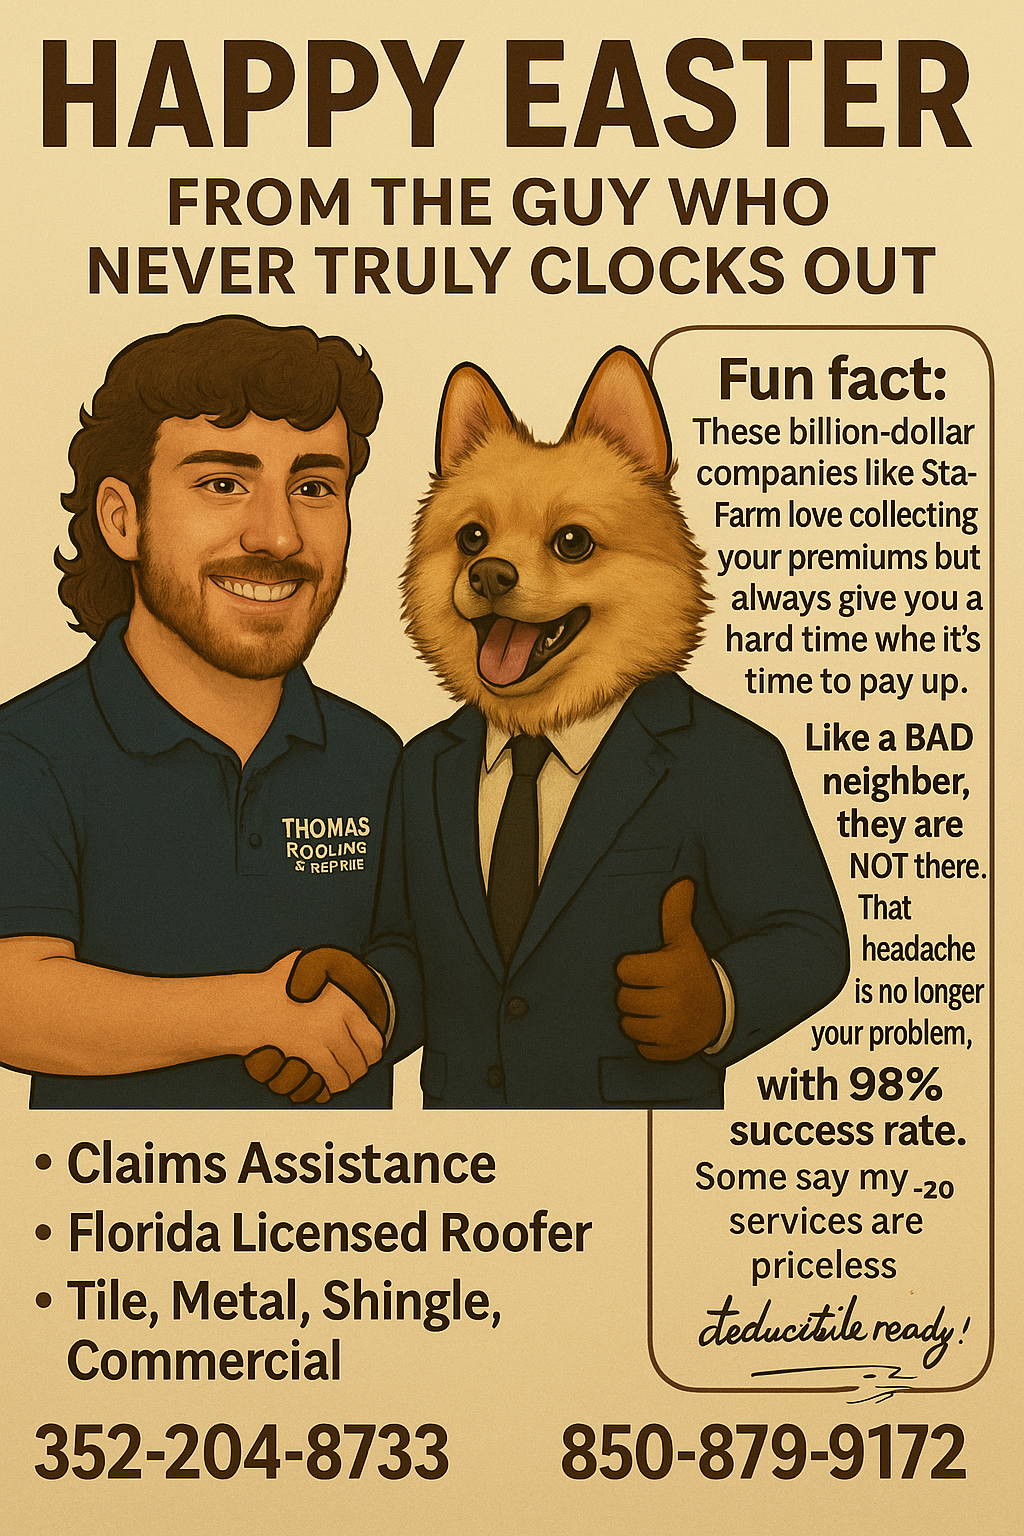 HAPPY EASTER
FROM THE GUY WHO
NEVER TRULY CLOCKS OUT
Fun fact:
These billion-dollar
companies like Sta-
Farm love collecting
your premiums but
always give you a
hard time whe it's
time to pay up.
Like a BAD
neighber,
they are
NOT there.
That
headache
is no longer
your problem,
with 98%
success rate.
Some say my -20
services are
priceless
deducitible ready!
THOMAS
ROOLING
& REPRIE
• Claims Assistance
• Florida Licensed Roofer
• Tile, Metal, Shingle,
Commercial
352-204-8733
850-879-9172